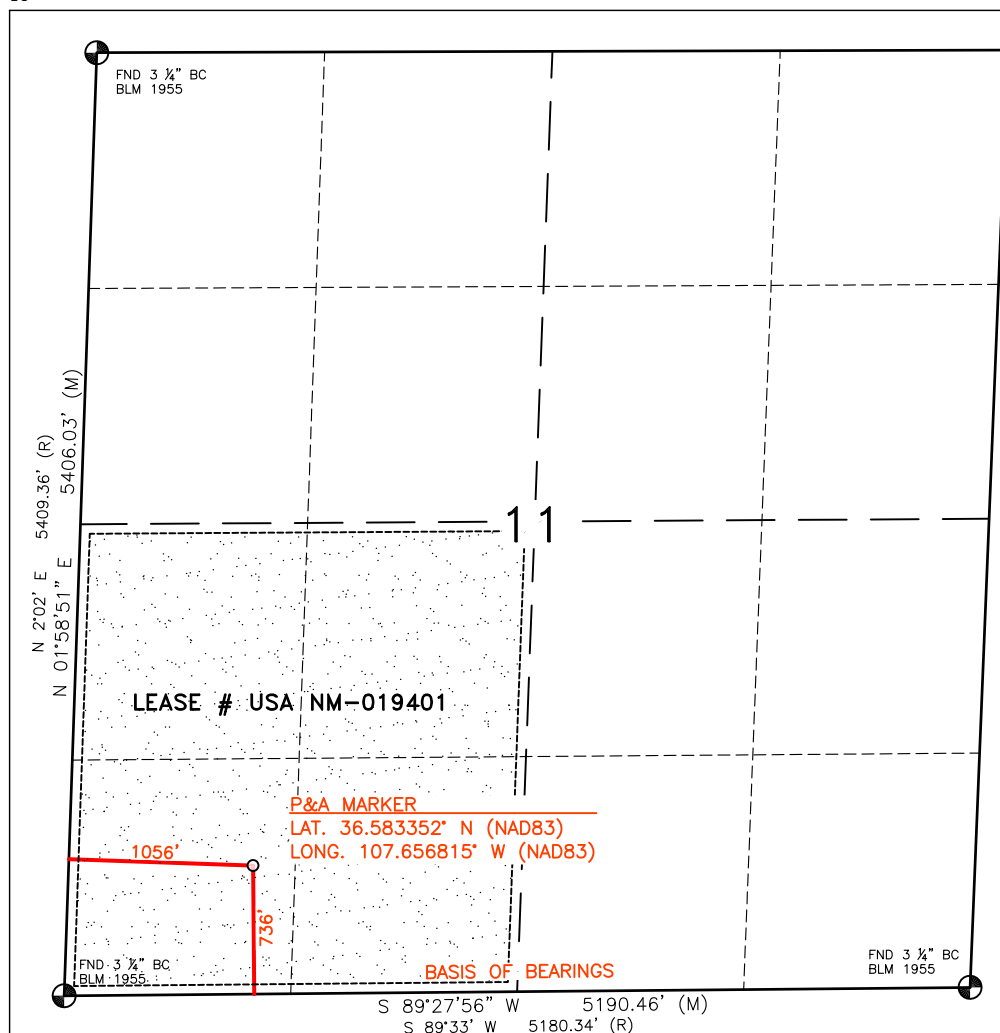 FND 3 ¼" BC
BLM 1955
N 2°02' E 5409.36' (R)
N 01°58'51" E 5406.03' (M)
11
LEASE # USA NM-019401
P&A MARKER
LAT. 36.583352° N (NAD83)
LONG. 107.656815° W (NAD83)
1056'
736'
FND 3 ¼" BC
BLM 1955
BASIS OF BEARINGS
FND 3 ¼" BC
BLM 1955
S 89°27'56" W 5190.46' (M)
S 89°33' W 5180.34' (R)